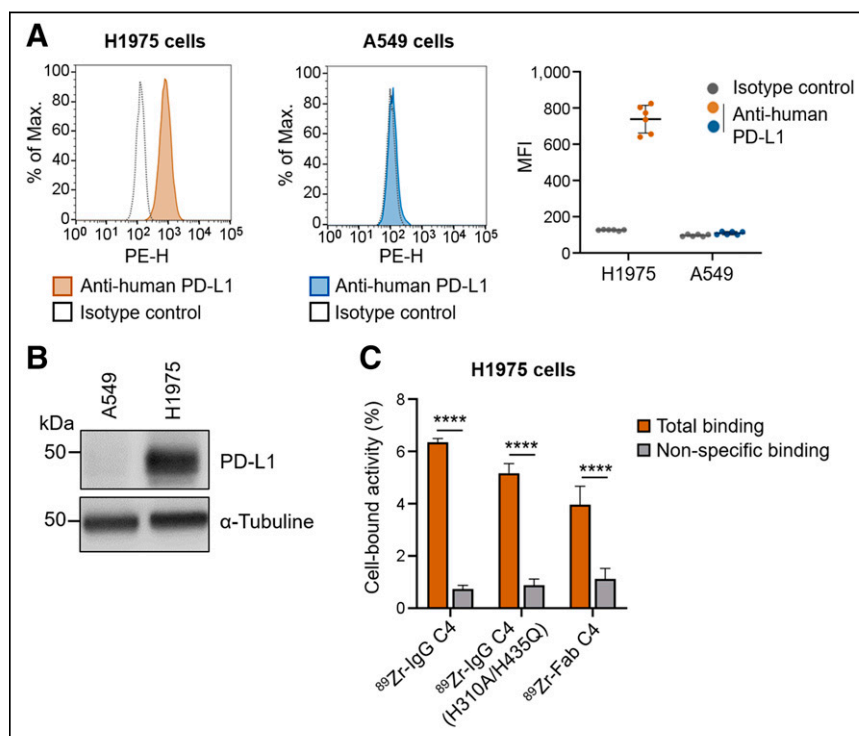 A
H1975 cells
% of Max.
100
80
60
40
20
0
10⁰ 10¹ 10² 10³ 10⁴ 10⁵
PE-H
Anti-human PD-L1
Isotype control
A549 cells
% of Max.
100
80
60
40
20
0
10⁰ 10¹ 10² 10³ 10⁴ 10⁵
PE-H
Anti-human PD-L1
Isotype control
MFI
1,000
800
600
400
200
0
H1975 A549
Isotype control
Anti-human
PD-L1
B
kDa
A549
H1975
50
PD-L1
50
α-Tubuline
C
H1975 cells
Cell-bound activity (%)
8
6
4
2
0
****
****
****
⁸⁹Zr-IgG C4
⁸⁹Zr-IgG C4
(H310A/H435Q)
⁸⁹Zr-Fab C4
Total binding
Non-specific binding